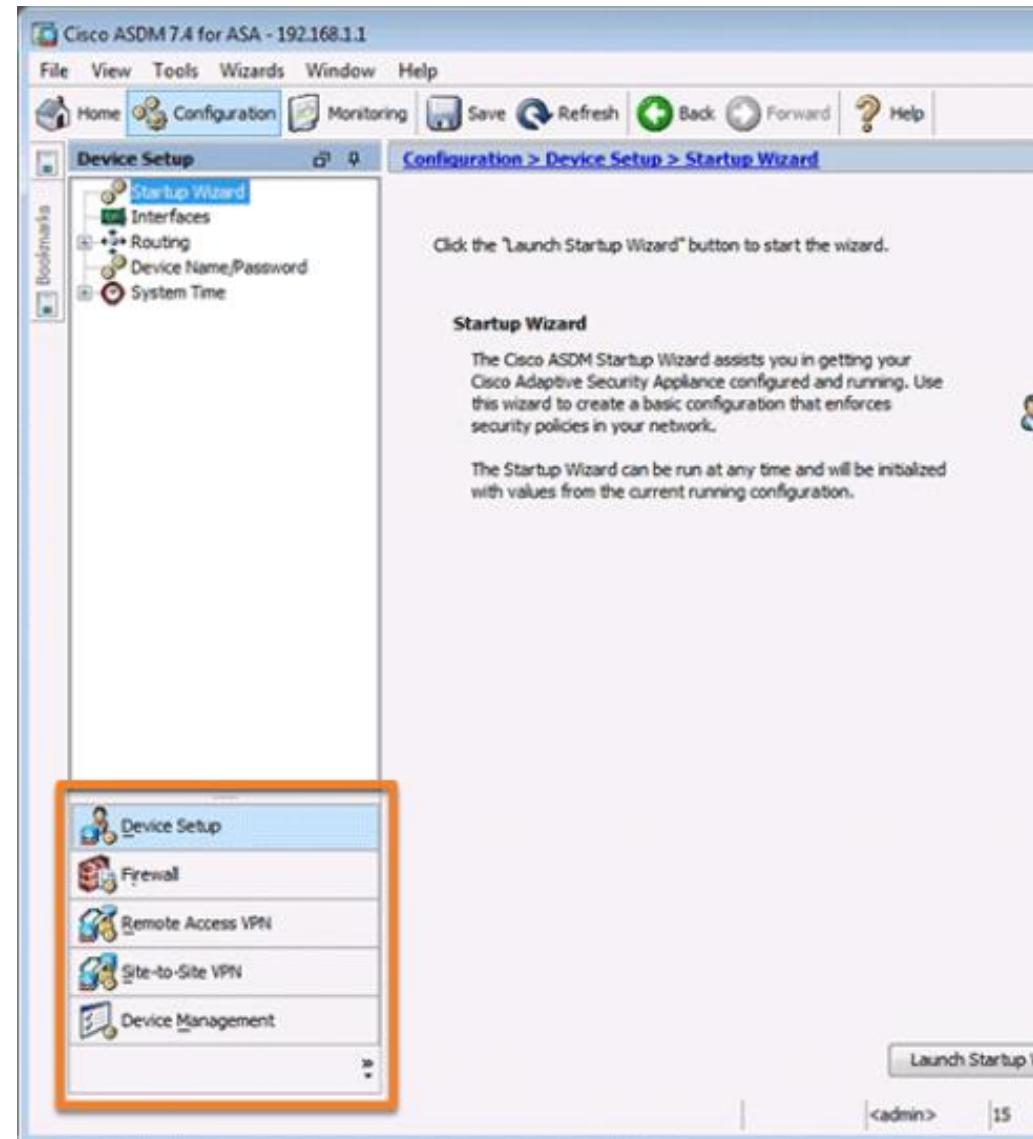 Cisco ASDM 7.4 for ASA - 192.168.1.1
File View Tools Wizards Window Help
Home Configuration Monitoring Save Refresh Back Forward Help
Bookmarks
Device Setup
Startup Wizard
Interfaces
Routing
Device Name/Password
System Time
Configuration > Device Setup > Startup Wizard
Click the "Launch Startup Wizard" button to start the wizard.
Startup Wizard
The Cisco ASDM Startup Wizard assists you in getting your
Cisco Adaptive Security Appliance configured and running. Use
this wizard to create a basic configuration that enforces
security policies in your network.
The Startup Wizard can be run at any time and will be initialized
with values from the current running configuration.
Device Setup
Firewall
Remote Access VPN
Site-to-Site VPN
Device Management
Launch Startup
<admin> 15